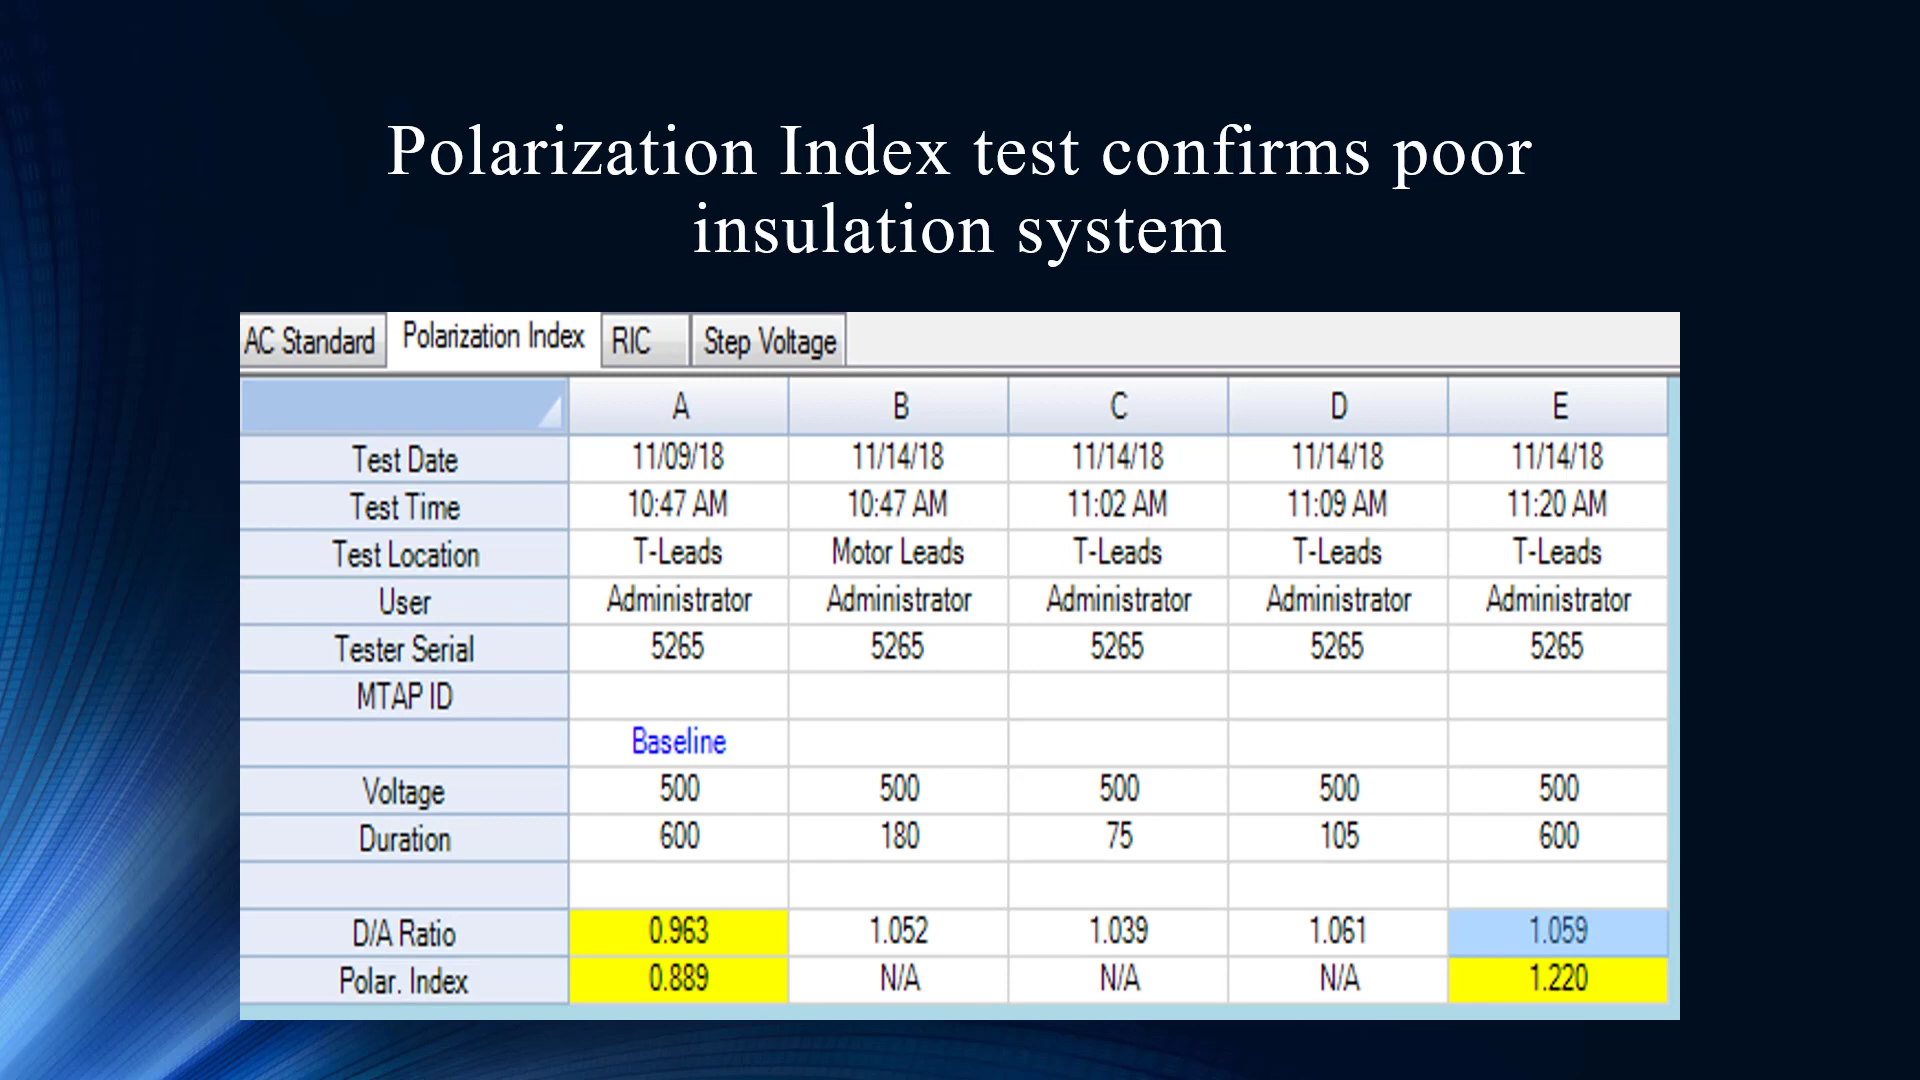 Polarization Index test confirms poor
insulation system
AC Standard Polarization Index RIC Step Voltage
A B C D E
Test Date 11/09/18 11/14/18 11/14/18 11/14/18 11/14/18
Test Time 10:47 AM 10:47 AM 11:02 AM 11:09 AM 11:20 AM
Test Location T-Leads Motor Leads T-Leads T-Leads T-Leads
User Administrator Administrator Administrator Administrator Administrator
Tester Serial 5265 5265 5265 5265 5265
MTAP ID
Baseline
Voltage 500 500 500 500 500
Duration 600 180 75 105 600
D/A Ratio 0.963 1.052 1.039 1.061 1.059
Polar. Index 0.889 N/A N/A N/A 1.220